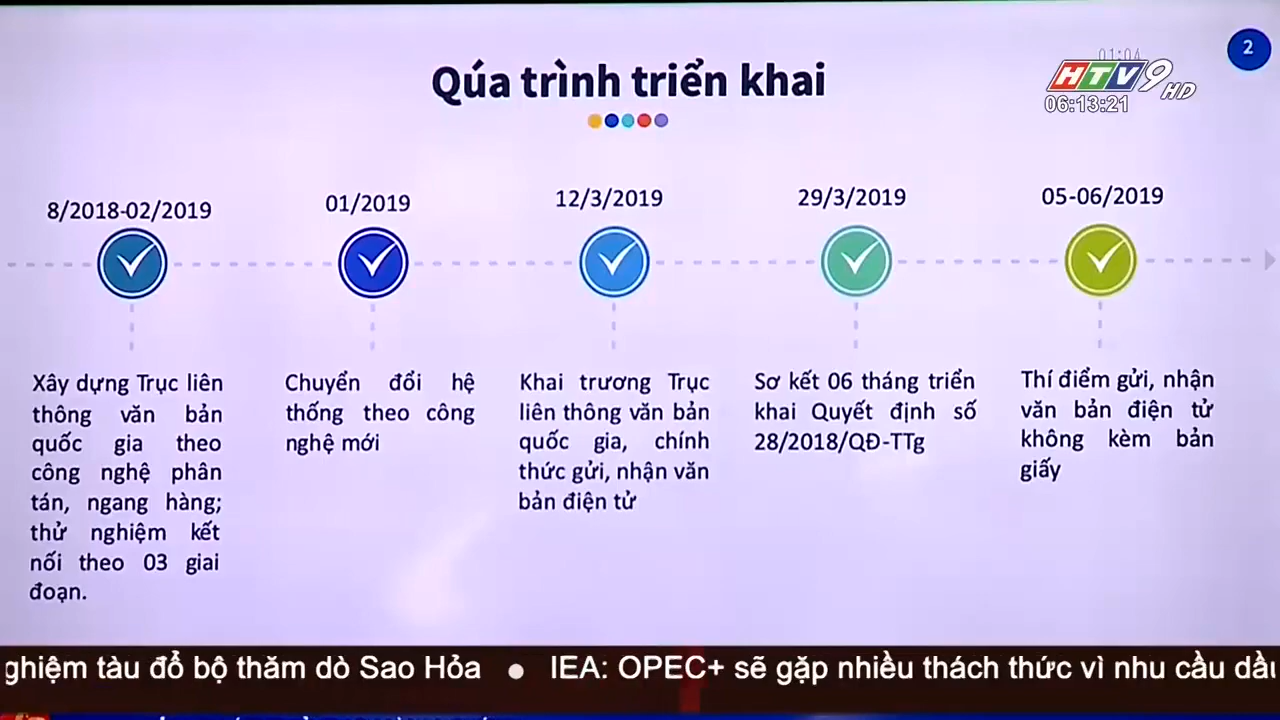 2
Qúa trình triển khai
01:04
HTV9 HD
06:13:21
8/2018-02/2019
01/2019
12/3/2019
29/3/2019
05-06/2019
Xây dựng Trục liên
thông văn bản
quốc gia theo
công nghệ phân
tán, ngang hàng;
thử nghiệm kết
nối theo 03 giai
đoạn.
Chuyển đổi hệ
thống theo công
nghệ mới
Khai trương Trục
liên thông văn bản
quốc gia, chính
thức gửi, nhận văn
bản điện tử
Sơ kết 06 tháng triển
khai Quyết định số
28/2018/QĐ-TTg
Thí điểm gửi, nhận
văn bản điện tử
không kèm bản
giấy
ghiệm tàu đổ bộ thăm dò Sao Hỏa ● IEA: OPEC+ sẽ gặp nhiều thách thức vì nhu cầu dầu